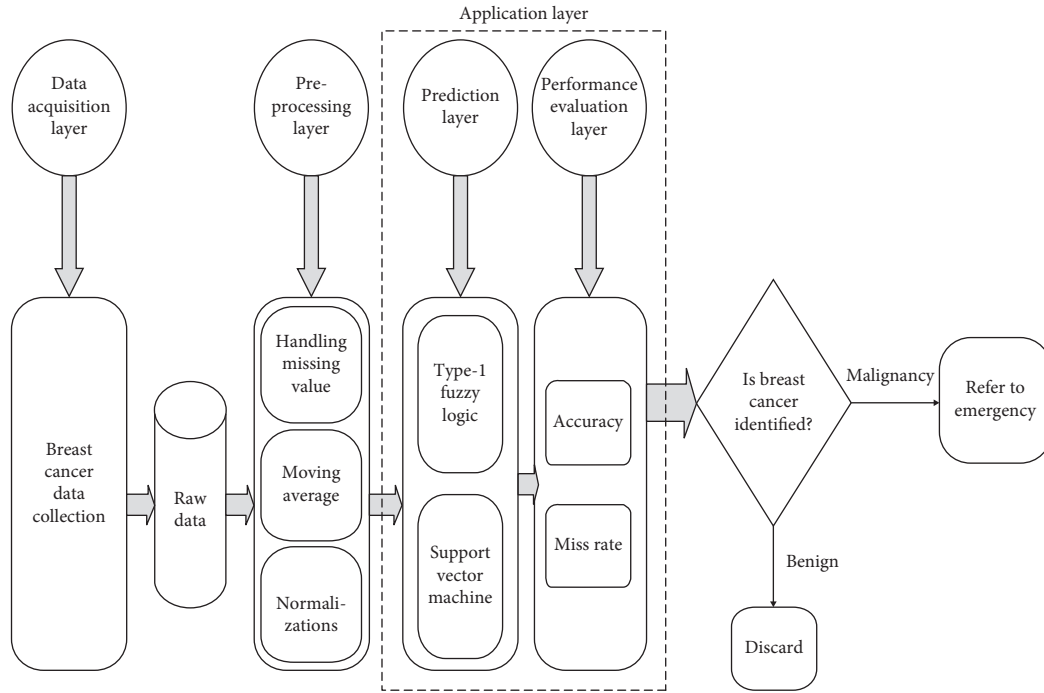 Application layer
Data
acquisition
layer
Pre-
processing
layer
Prediction
layer
Performance
evaluation
layer
Breast
cancer
data
collection
Raw
data
Handling
missing
value
Moving
average
Normali-
zations
Type-1
fuzzy
logic
Support
vector
machine
Accuracy
Miss rate
Is breast
cancer
identified?
Malignancy
Refer to
emergency
Benign
Discard